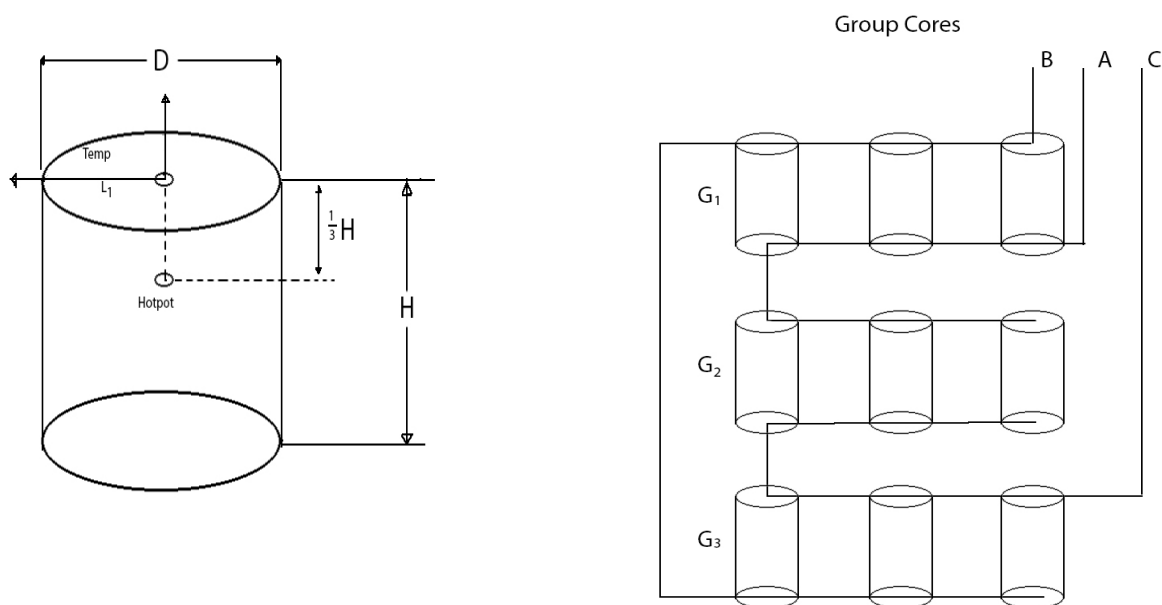 D
Temp
L1
1/3 H
Hotpot
H
Group Cores
B A C
G1
G2
G3